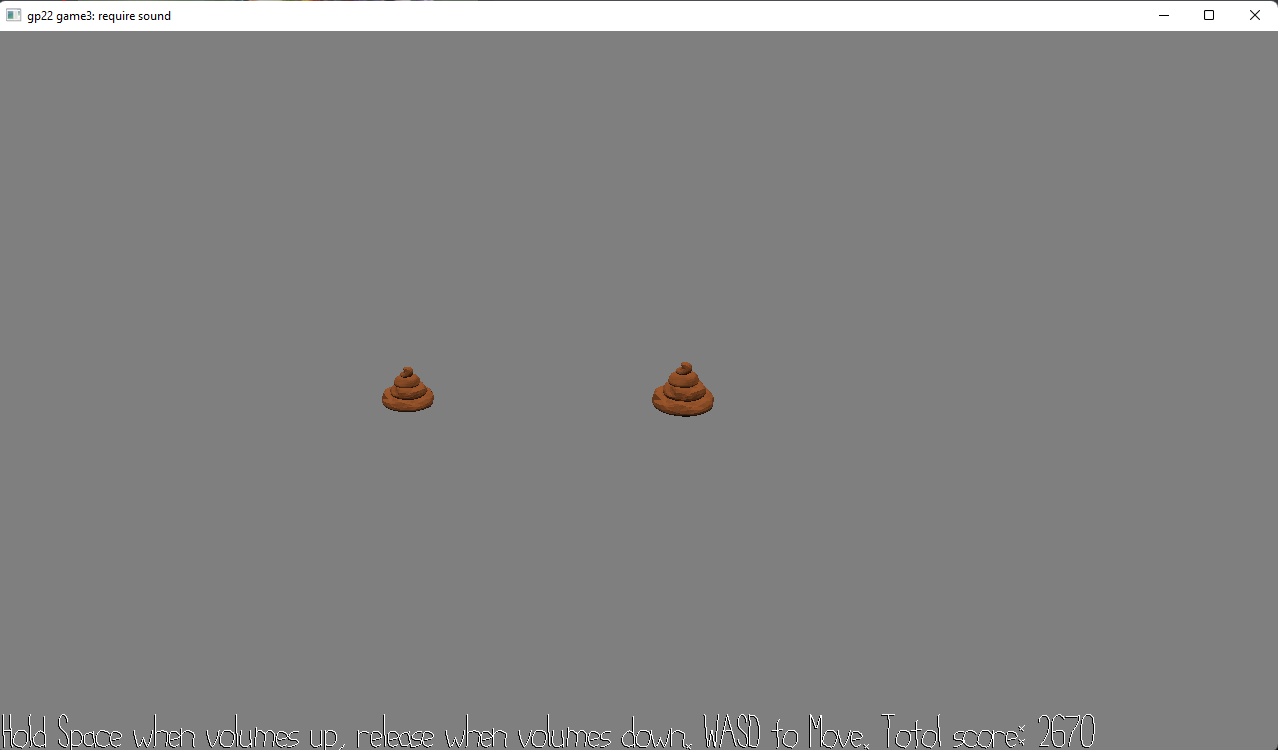 gp22 game3: require sound
Hold Space when volumes up, release when volumes down. WASD to Move. Total score: 2670